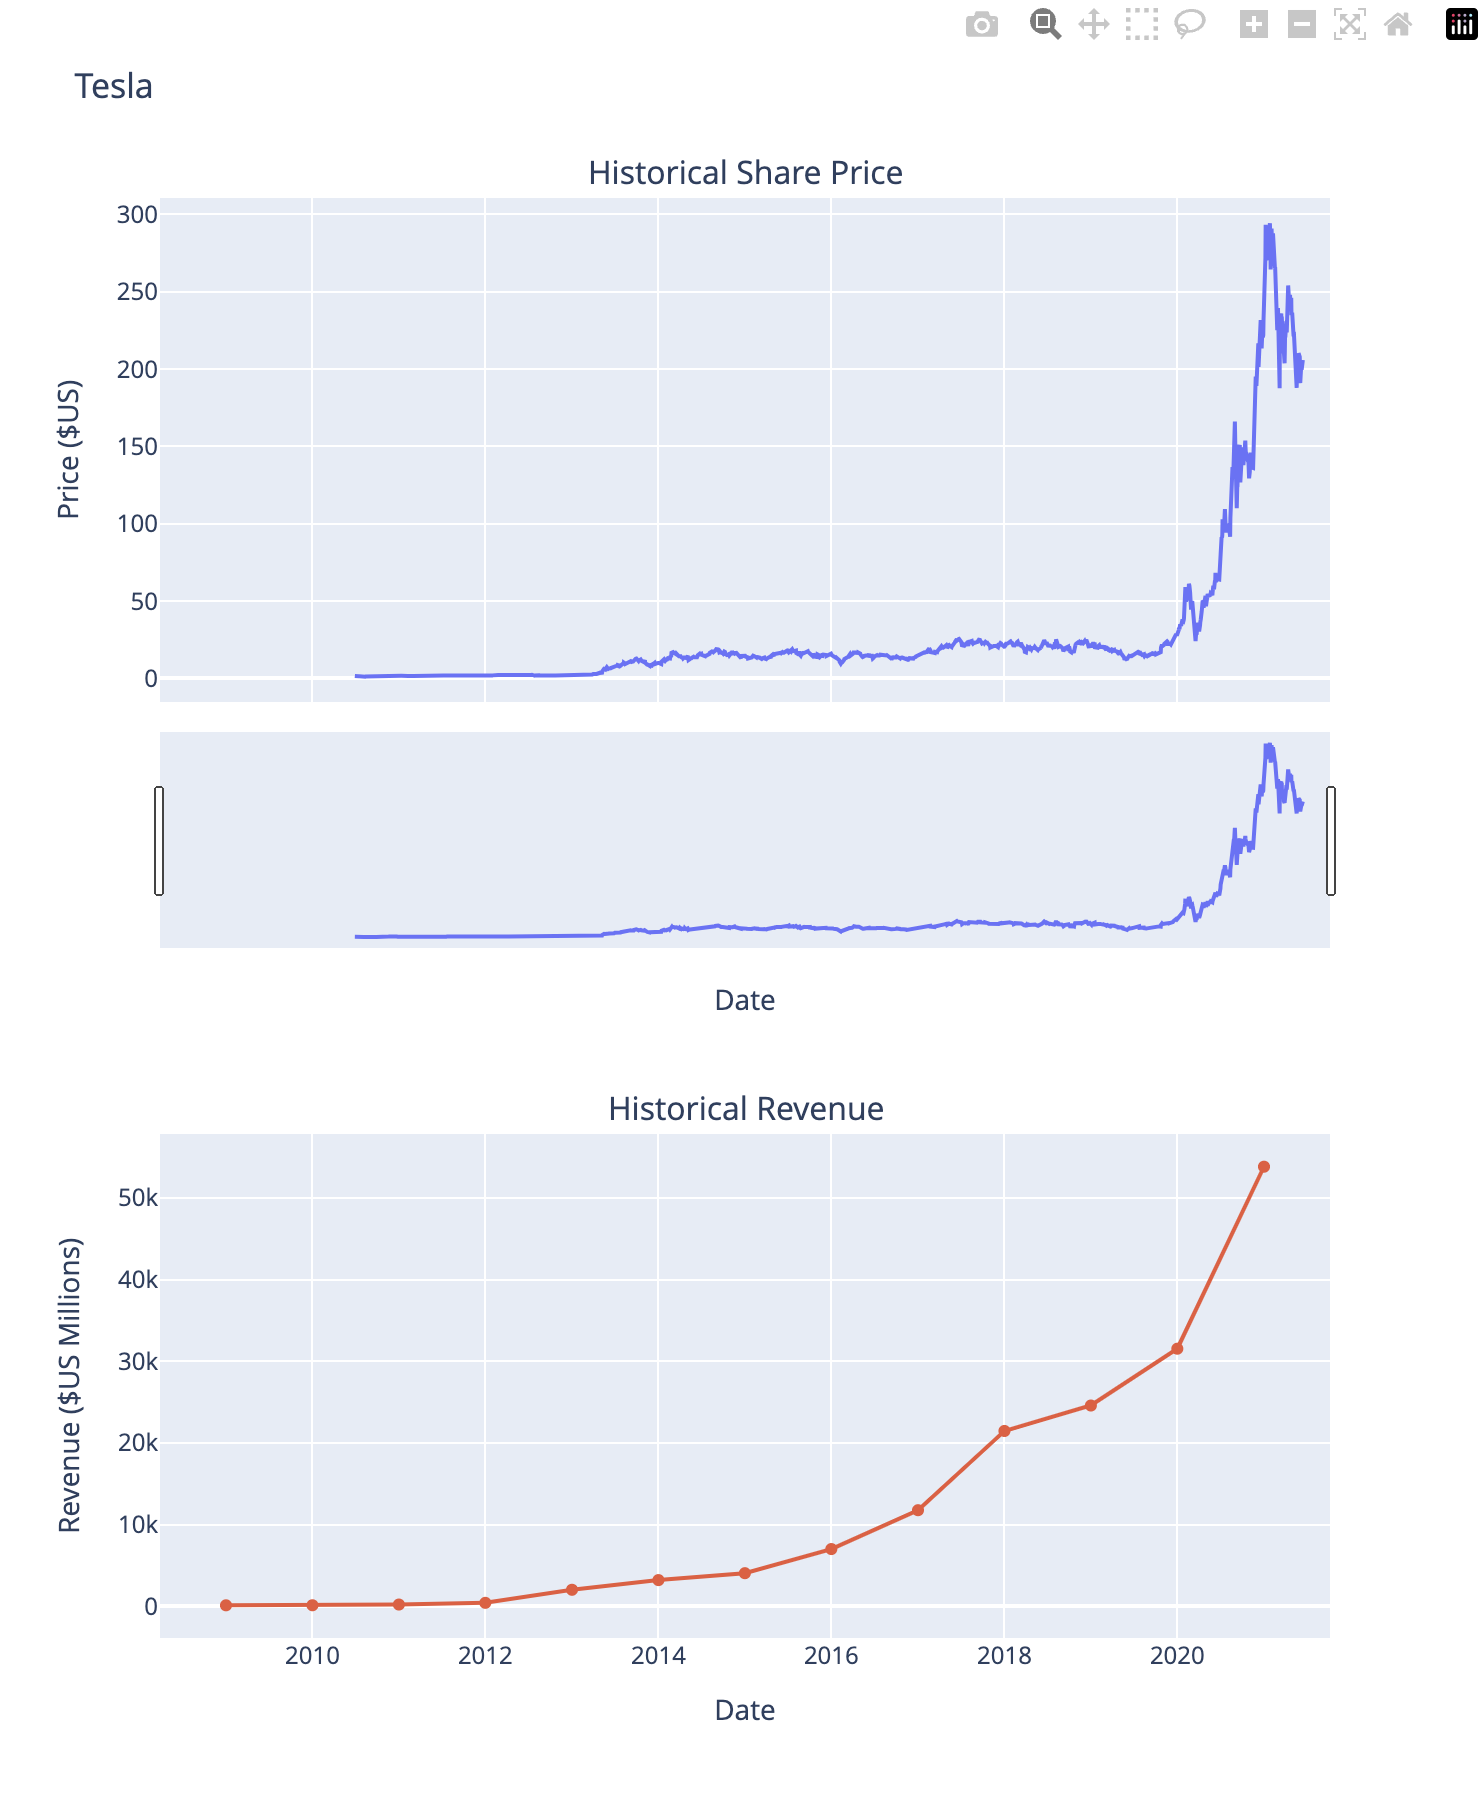 Tesla
Historical Share Price
300
250
200
150
100
50
0
Price ($US)
Date
Historical Revenue
50k
40k
30k
20k
10k
0
Revenue ($US Millions)
2010 2012 2014 2016 2018 2020
Date